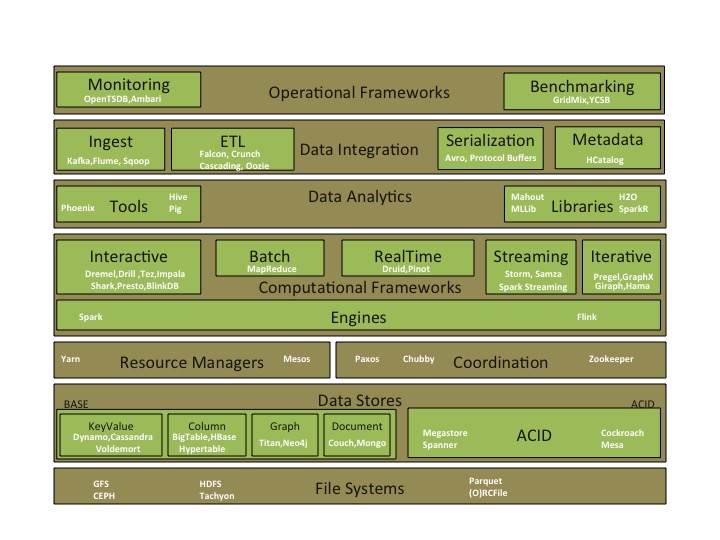 Monitoring
OpenTSDB,Ambari
Operational Frameworks
Benchmarking
GridMix,YCSB
Ingest
Kafka,Flume, Sqoop
ETL
Falcon, Crunch
Cascading, Oozie
Data Integration
Serialization
Avro, Protocol Buffers
Metadata
HCatalog
Data Analytics
Phoenix
Tools
Hive
Pig
Mahout
MLLib
Libraries
H2O
SparkR
Interactive
Dremel,Drill ,Tez,Impala
Shark,Presto,BlinkDB
Batch
MapReduce
RealTime
Druid,Pinot
Streaming
Storm, Samza
Spark Streaming
Iterative
Pregel,GraphX
Giraph,Hama
Computational Frameworks
Spark
Engines
Flink
Yarn
Resource Managers
Mesos
Paxos
Chubby
Coordination
Zookeeper
Data Stores
BASE
ACID
KeyValue
Dynamo,Cassandra
Voldemort
Column
BigTable,HBase
Hypertable
Graph
Titan,Neo4j
Document
Couch,Mongo
Megastore
Spanner
ACID
Cockroach
Mesa
GFS
CEPH
HDFS
Tachyon
File Systems
Parquet
(O)RCFile